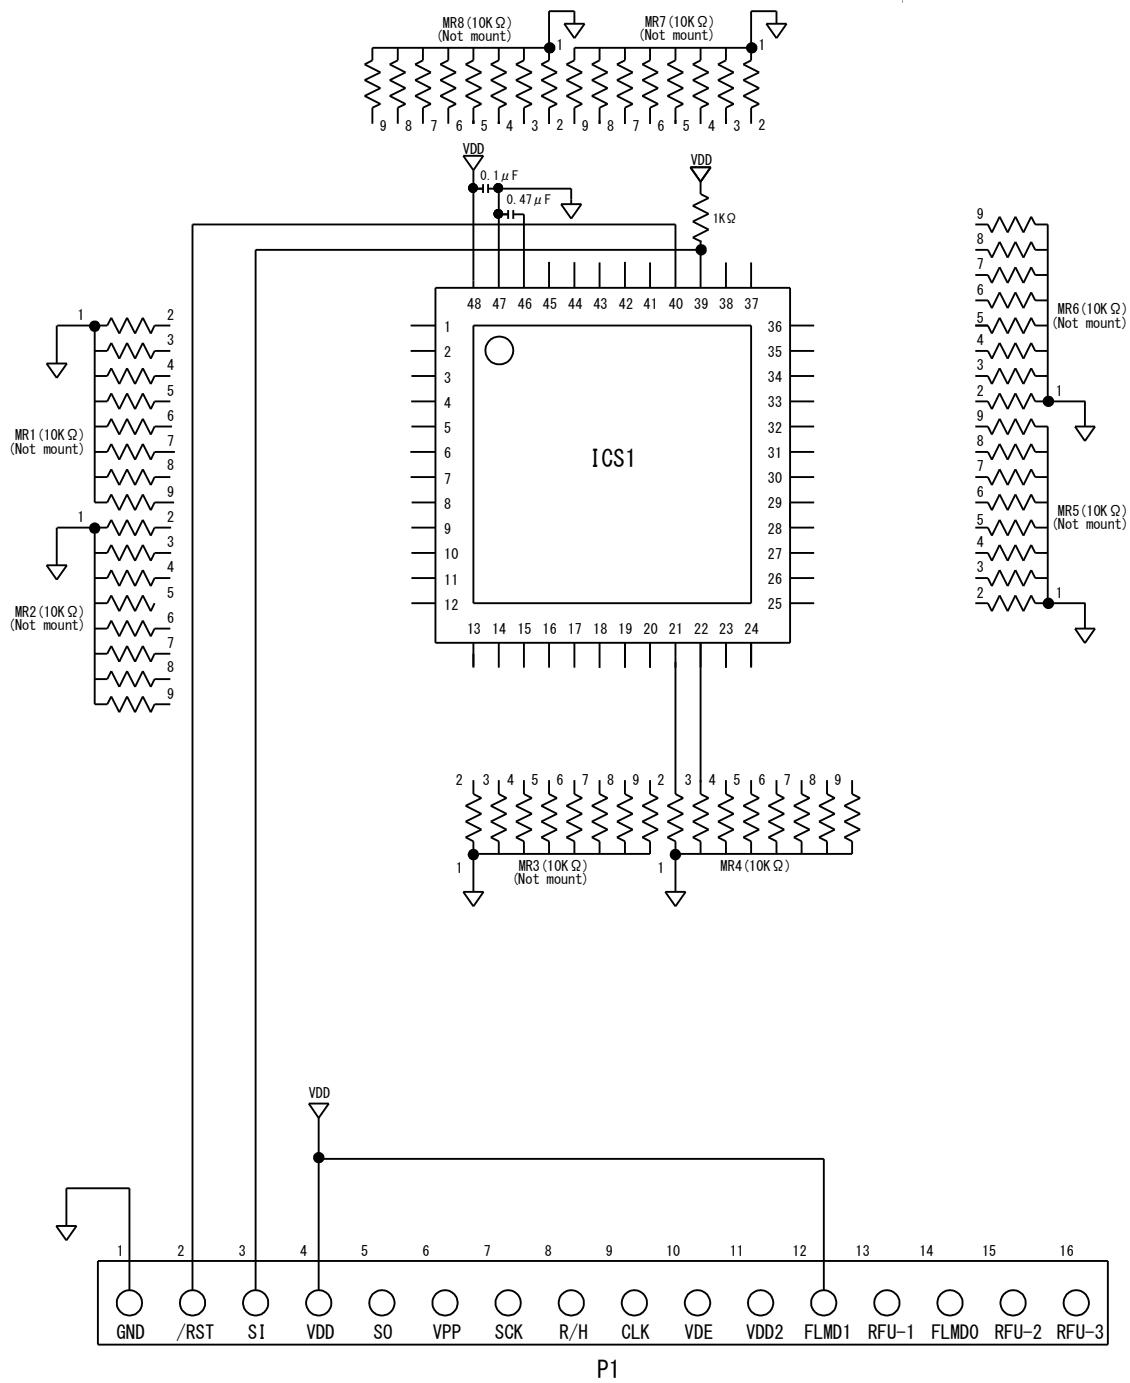 MR8(10KΩ)
(Not mount)
1
MR7(10KΩ)
(Not mount)
1
9 8 7 6 5 4 3 2 9 8 7 6 5 4 3 2
VDD
0.1μF
0.47μF
VDD
1KΩ
48 47 46 45 44 43 42 41 40 39 38 37
1
2
3
4
5
6
7
8
9
10
11
12
ICS1
36
35
34
33
32
31
30
29
28
27
26
25
13 14 15 16 17 18 19 20 21 22 23 24
1
2
3
4
5
6
7
8
9
MR1(10KΩ)
(Not mount)
1
2
3
4
5
6
7
8
9
MR2(10KΩ)
(Not mount)
9
8
7
6
5
4
3
2
1
MR6(10KΩ)
(Not mount)
9
8
7
6
5
4
3
2
1
MR5(10KΩ)
(Not mount)
2 3 4 5 6 7 8 9 2 3 4 5 6 7 8 9
1
MR3(10KΩ)
(Not mount)
1
MR4(10KΩ)
VDD
1 2 3 4 5 6 7 8 9 10 11 12 13 14 15 16
GND /RST SI VDD SO VPP SCK R/H CLK VDE VDD2 FLMD1 RFU-1 FLMD0 RFU-2 RFU-3
P1